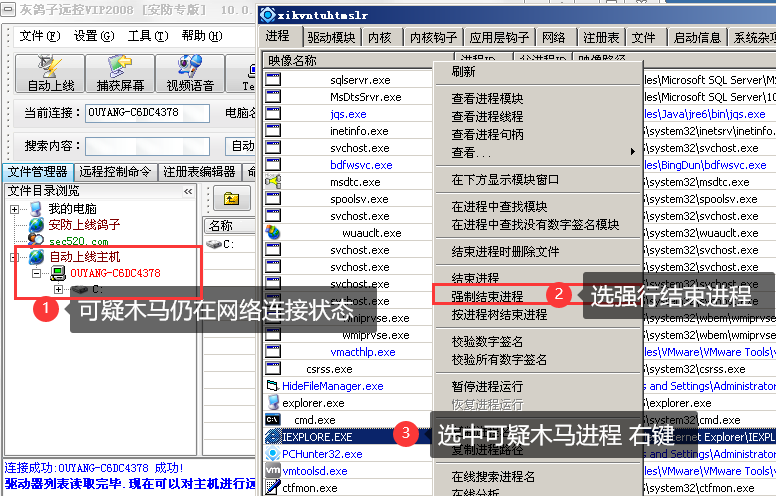 灰鸽子远控VIP2008 [安防专版] 10.0.
文件(F) 设置(G) 工具(T) 帮助(H)
自动上线 捕获屏幕 视频语音 Te
当前连接： OUYANG-C6DC4378 电脑名
搜索内容： 自动
文件管理器 远程控制命令 注册表编辑器 命
文件目录浏览 «
我的电脑
安防上线鸽子
sec520.com
自动上线主机
OUYANG-C6DC4378
C:
名称
C:
1 可疑木马仍在网络连接状态
连接成功:OUYANG-C6DC4378 成功!
驱动器列表读取完毕.现在可以对主机进行远
xikvntuhtmslr
进程 驱动模块 内核 内核钩子 应用层钩子 网络 注册表 文件 启动信息 系统杂项
映像名称 进程ID 父进程ID 映像路径
sqlservr.exe les\Microsoft SQL Server\MS
MsDtsSrvr.exe les\Microsoft SQL Server\10
jqs.exe les\Java\jre6\bin\jqs.exe
inetinfo.exe \system32\inetsrv\inetinfo.
svchost.exe \system32\svchost.exe
bdfwsvc.exe les\BingDun\bdfwsvc.exe
msdtc.exe \system32\msdtc.exe
spoolsv.exe \system32\spoolsv.exe
svchost.exe \system32\svchost.exe
wuauclt.exe \system32\wuauclt.exe
svchost.exe \system32\svchost.exe
svchost.exe \system32\svchost.exe
svchost.exe
wmiprvse.exe \system32\wbem\wmiprvse.e
wmiprvse.exe \system32\wbem\wmiprvse.e
vmacthlp.exe les\VMware\VMware Tools\v
csrss.exe \system32\csrss.exe
HideFileManager.exe s and Settings\Administrator
explorer.exe \explorer.exe
cmd.exe \system32\cmd.exe
IEXPLORE.EXE ternet Explorer\IEXPL
PCHunter32.exe s and Settings\Administrator
vmtoolsd.exe les\VMware\VMware Tools\v
ctfmon.exe \system32\ctfmon.exe
刷新
查看进程模块
查看进程线程
查看进程句柄
查看...
在下方显示模块窗口
在进程中查找模块
在进程中查找没有数字签名模块
结束进程时删除文件
结束进程
强制结束进程
按进程树结束进程
校验数字签名
校验所有数字签名
暂停进程运行
恢复进程运行
复制进程路径
在线搜索进程名
在线分析
2 选强行结束进程
3 选中可疑木马进程 右键